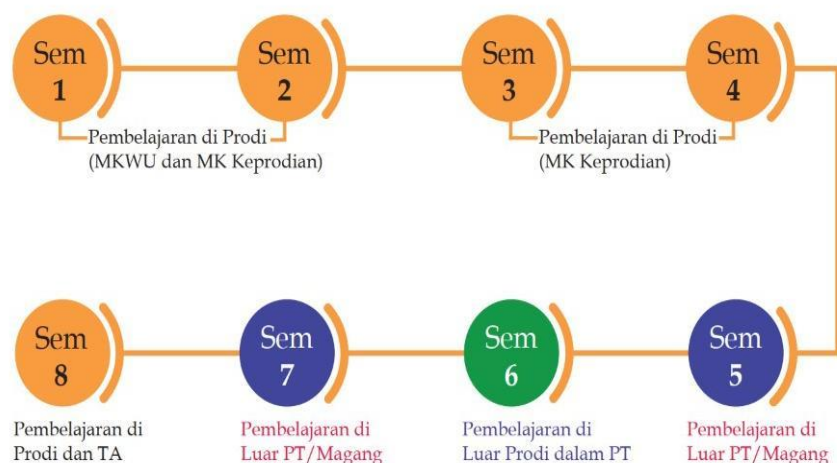 Sem
1
Sem
2
Sem
3
Sem
4
Pembelajaran di Prodi
(MKWU dan MK Keprodian)
Pembelajaran di Prodi
(MK Keprodian)
Sem
8
Sem
7
Sem
6
Sem
5
Pembelajaran di
Prodi dan TA
Pembelajaran di
Luar PT/Magang
Pembelajaran di
Luar Prodi dalam PT
Pembelajaran di
Luar PT/Magang